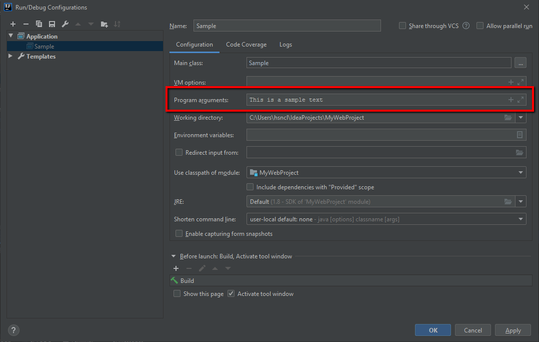 Run/Debug Configurations
Name: Sample
Share through VCS
Allow parallel run
Application
Sample
Templates
Configuration Code Coverage Logs
Main class: Sample
VM options:
Program arguments: This is a sample text
Working directory: C:\Users\hsncl\IdeaProjects\MyWebProject
Environment variables:
Redirect input from:
Use classpath of module: MyWebProject
Include dependencies with "Provided" scope
JRE: Default (1.8 - SDK of 'MyWebProject' module)
Shorten command line: user-local default: none - java [options] classname [args]
Enable capturing form snapshots
Before launch: Build, Activate tool window
Build
Show this page Activate tool window
? OK Cancel Apply